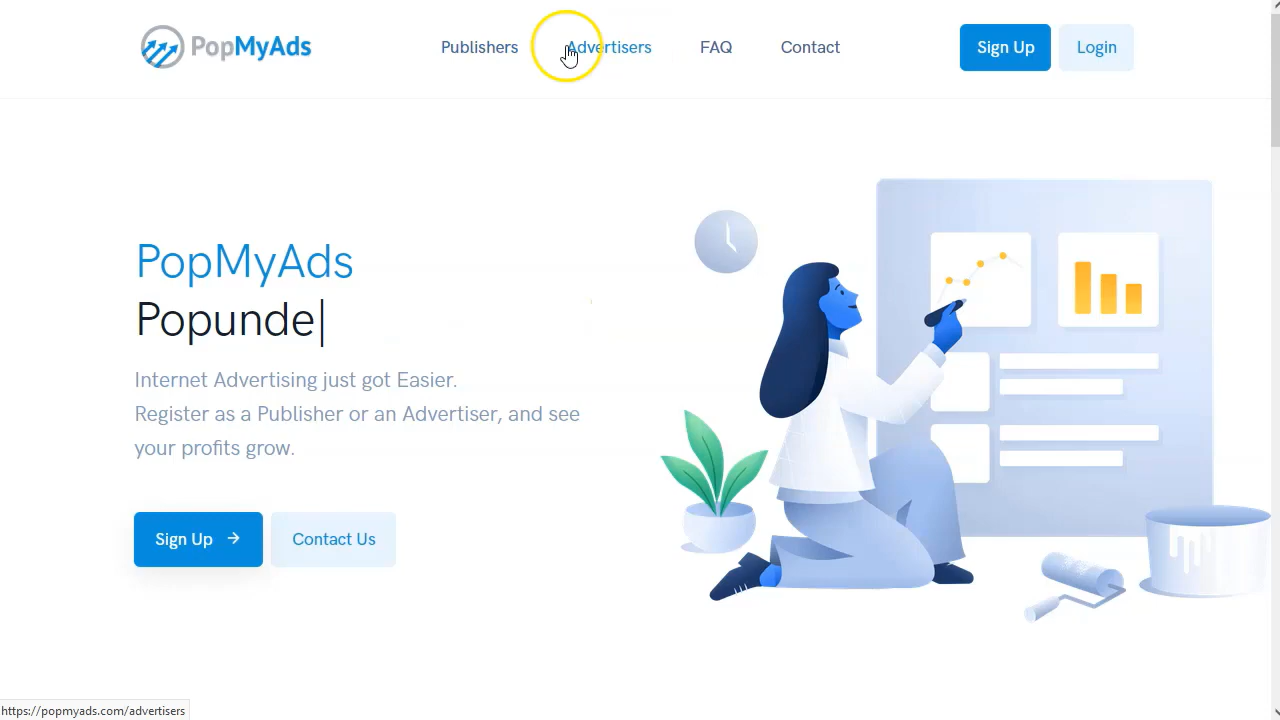 PopMyAds
Publishers
Advertisers
FAQ
Contact
Sign Up
Login
PopMyAds
Popunde
Internet Advertising just got Easier.
Register as a Publisher or an Advertiser, and see
your profits grow.
Sign Up
Contact Us
https://popmyads.com/advertisers